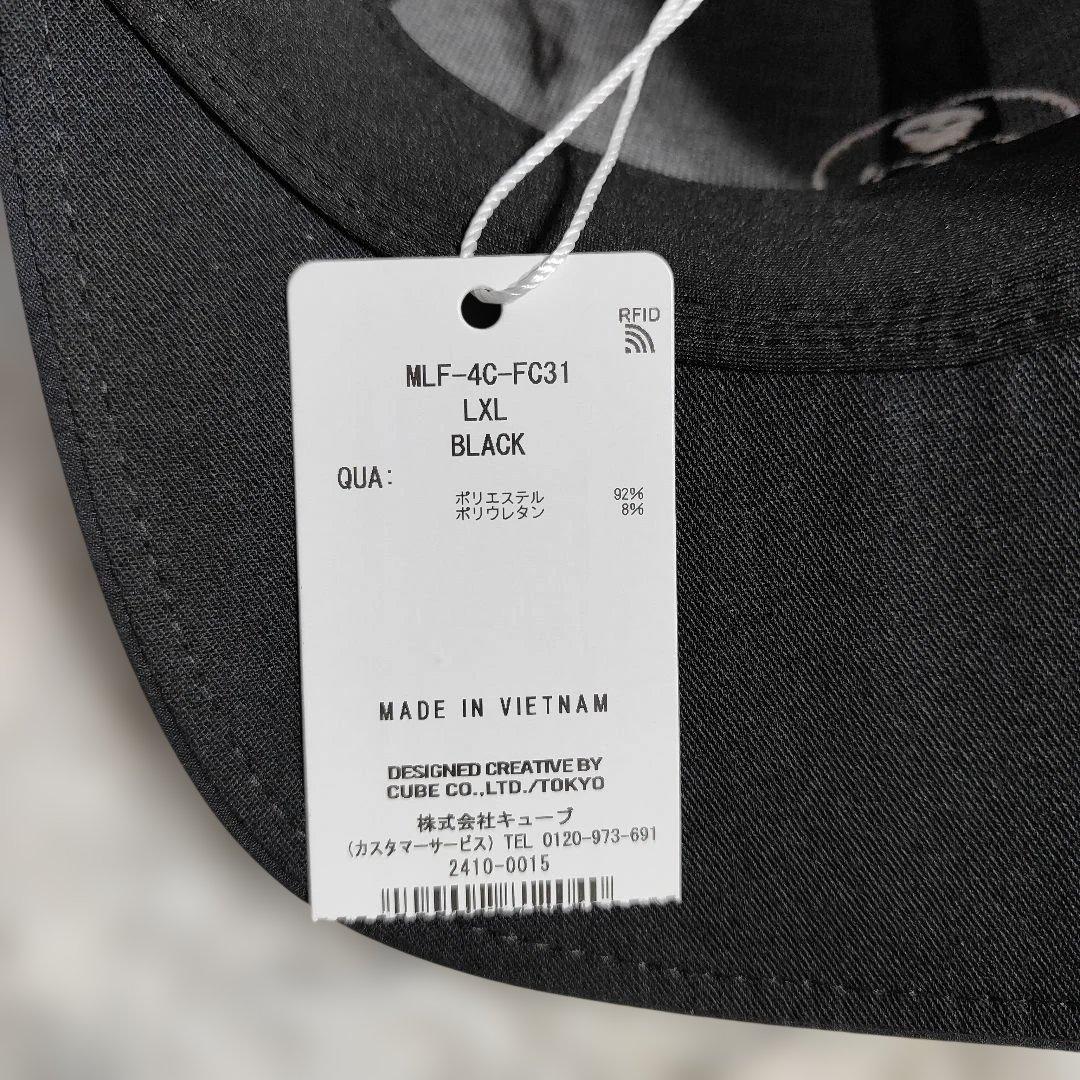 RFID
MLF-4C-FC31
LXL
BLACK
QUA:
ポリエステル 92%
ポリウレタン 8%
MADE IN VIETNAM
DESIGNED CREATIVE BY
CUBE CO.,LTD./TOKYO
株式会社キューブ
(カスタマーサービス) TEL 0120-973-691
2410-0015